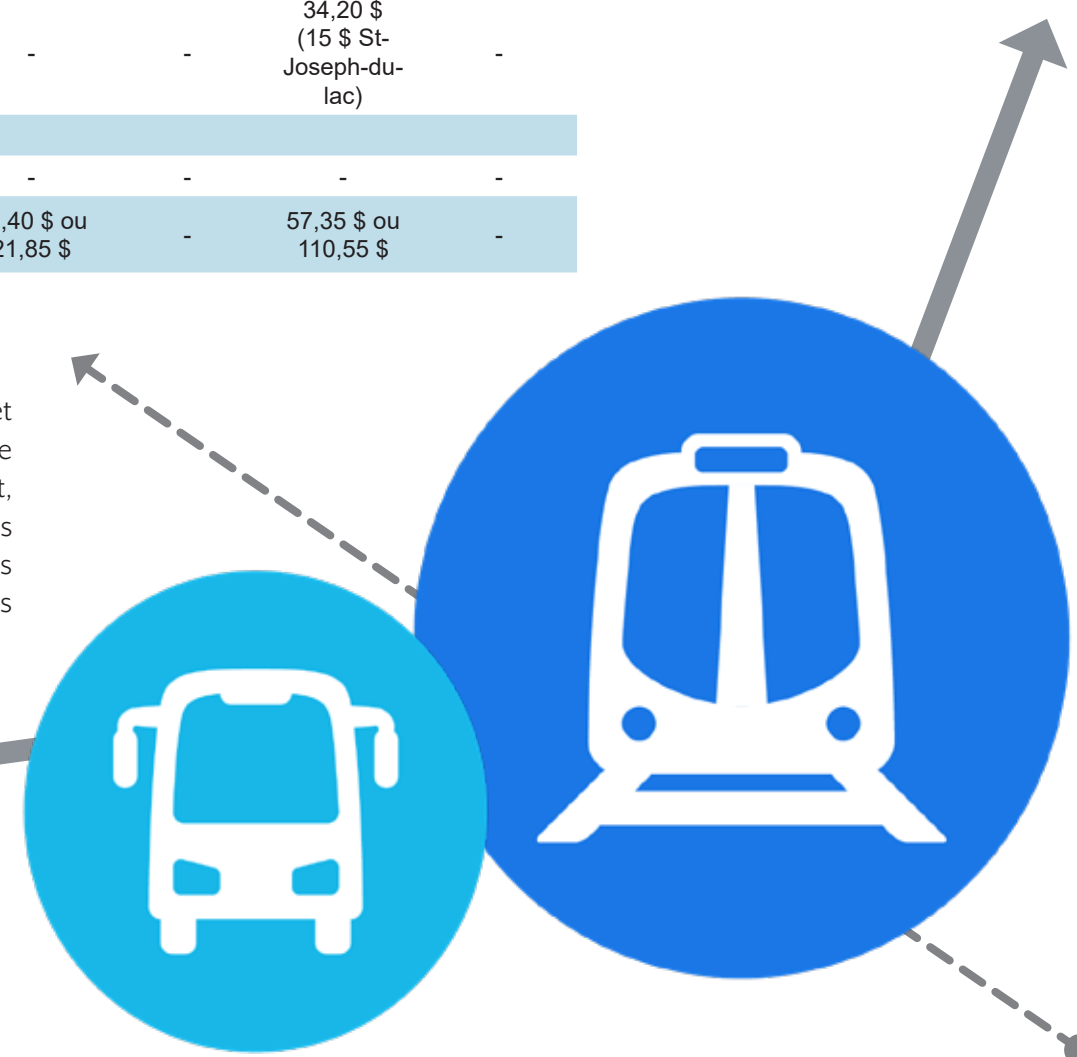 34,20 $
(15 $ St-
- - Joseph-du- -
lac)
- - - -
,40 $ ou - 57,35 $ ou -
21,85 $ 110,55 $
et
e
t,
s
s
s